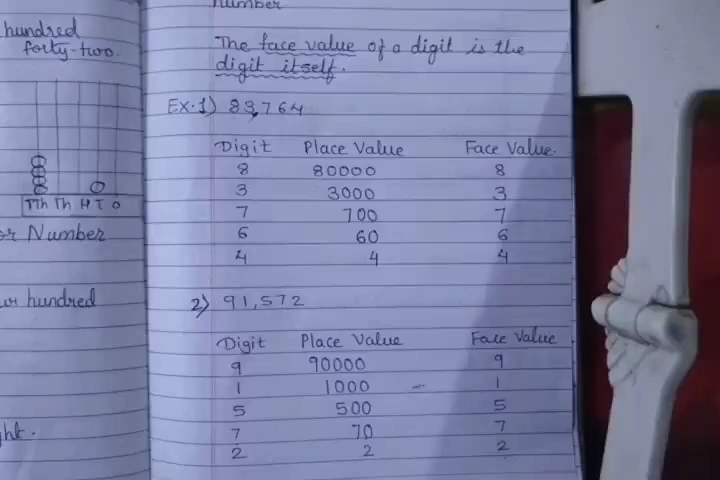 hundred
forty-two.
TTh Th H T O
Number
hundred
number
The face value of a digit is the
digit itself.
Ex.1) 83,764
Digit Place Value Face Value
8 80000 8
3 3000 3
7 700 7
6 60 6
4 4 4
2) 91,572
Digit Place Value Face Value
9 90000 9
1 1000 1
5 500 5
7 70 7
2 2 2